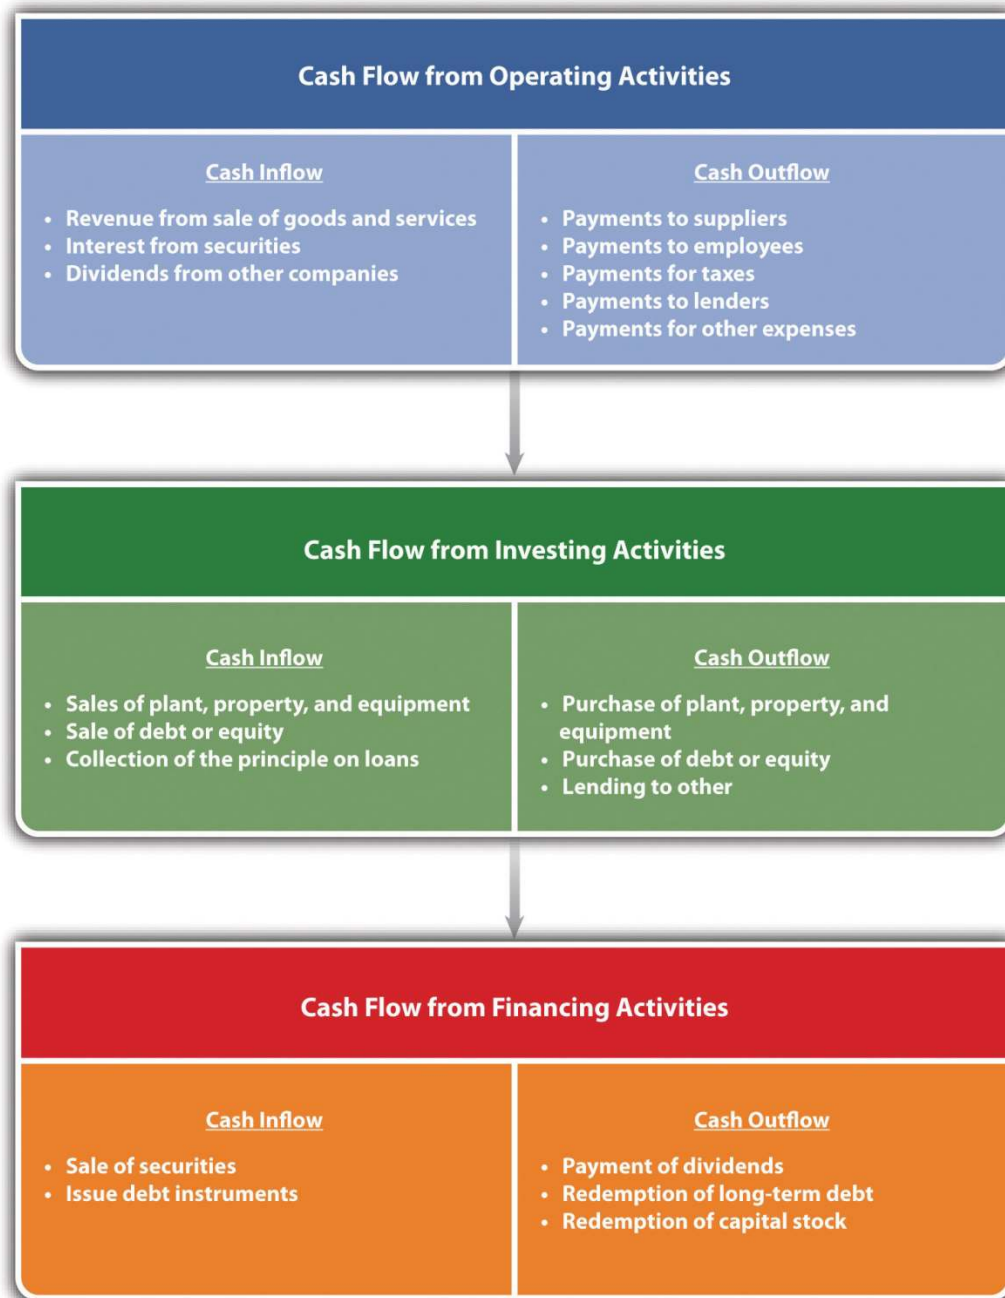 Cash Flow from Operating Activities
Cash Inflow
• Revenue from sale of goods and services
• Interest from securities
• Dividends from other companies
Cash Outflow
• Payments to suppliers
• Payments to employees
• Payments for taxes
• Payments to lenders
• Payments for other expenses
Cash Flow from Investing Activities
Cash Inflow
• Sales of plant, property, and equipment
• Sale of debt or equity
• Collection of the principle on loans
Cash Outflow
• Purchase of plant, property, and
equipment
• Purchase of debt or equity
• Lending to other
Cash Flow from Financing Activities
Cash Inflow
• Sale of securities
• Issue debt instruments
Cash Outflow
• Payment of dividends
• Redemption of long-term debt
• Redemption of capital stock